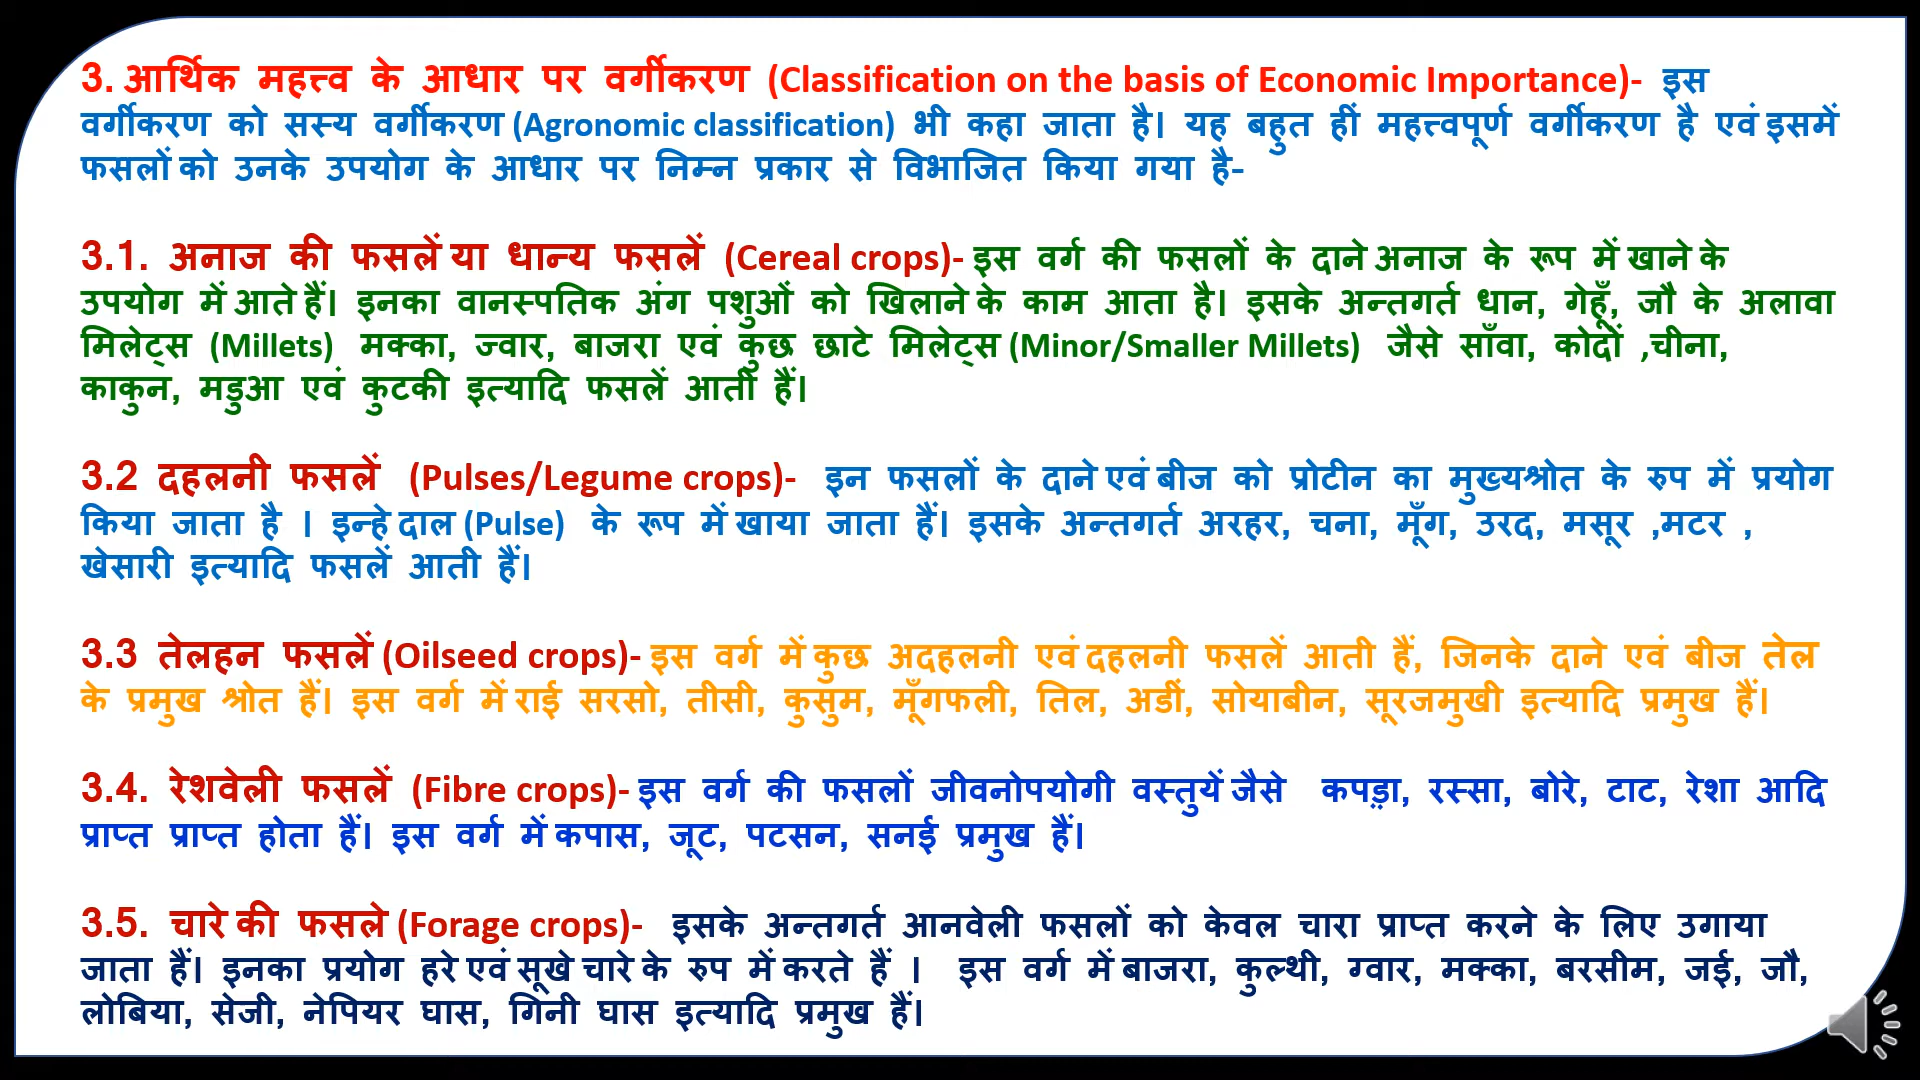 3. आर्थिक महत्त्व के आधार पर वर्गीकरण (Classification on the basis of Economic Importance)- इस
वर्गीकरण को सस्य वर्गीकरण (Agronomic classification) भी कहा जाता है। यह बहुत हीं महत्त्वपूर्ण वर्गीकरण है एवं इसमें
फसलों को उनके उपयोग के आधार पर निम्न प्रकार से विभाजित किया गया है-
3.1. अनाज की फसलें या धान्य फसलें (Cereal crops)- इस वर्ग की फसलों के दाने अनाज के रूप में खाने के
उपयोग में आते हैं। इनका वानस्पतिक अंग पशुओं को खिलाने के काम आता है। इसके अन्तगर्त धान, गेहूँ, जौ के अलावा
मिलेट्स (Millets) मक्का, ज्वार, बाजरा एवं कुछ छाटे मिलेट्स (Minor/Smaller Millets) जैसे साँवा, कोदों ,चीना,
काकुन, मडुआ एवं कुटकी इत्यादि फसलें आती हैं।
3.2 दहलनी फसलें (Pulses/Legume crops)- इन फसलों के दाने एवं बीज को प्रोटीन का मुख्यश्रोत के रुप में प्रयोग
किया जाता है । इन्हे दाल (Pulse) के रूप में खाया जाता हैं। इसके अन्तगर्त अरहर, चना, मूँग, उरद, मसूर ,मटर ,
खेसारी इत्यादि फसलें आती हैं।
3.3 तेलहन फसलें (Oilseed crops)- इस वर्ग में कुछ अदहलनी एवं दहलनी फसलें आती हैं, जिनके दाने एवं बीज तेल
के प्रमुख श्रोत हैं। इस वर्ग में राई सरसो, तीसी, कुसुम, मूँगफली, तिल, अडीं, सोयाबीन, सूरजमुखी इत्यादि प्रमुख हैं।
3.4. रेशवेली फसलें (Fibre crops)- इस वर्ग की फसलों जीवनोपयोगी वस्तुयें जैसे कपड़ा, रस्सा, बोरे, टाट, रेशा आदि
प्राप्त प्राप्त होता हैं। इस वर्ग में कपास, जूट, पटसन, सनई प्रमुख हैं।
3.5. चारे की फसले (Forage crops)- इसके अन्तगर्त आनवेली फसलों को केवल चारा प्राप्त करने के लिए उगाया
जाता हैं। इनका प्रयोग हरे एवं सूखे चारे के रुप में करते हैं । इस वर्ग में बाजरा, कुल्थी, ग्वार, मक्का, बरसीम, जई, जौ,
लोबिया, सेजी, नेपियर घास, गिनी घास इत्यादि प्रमुख हैं।